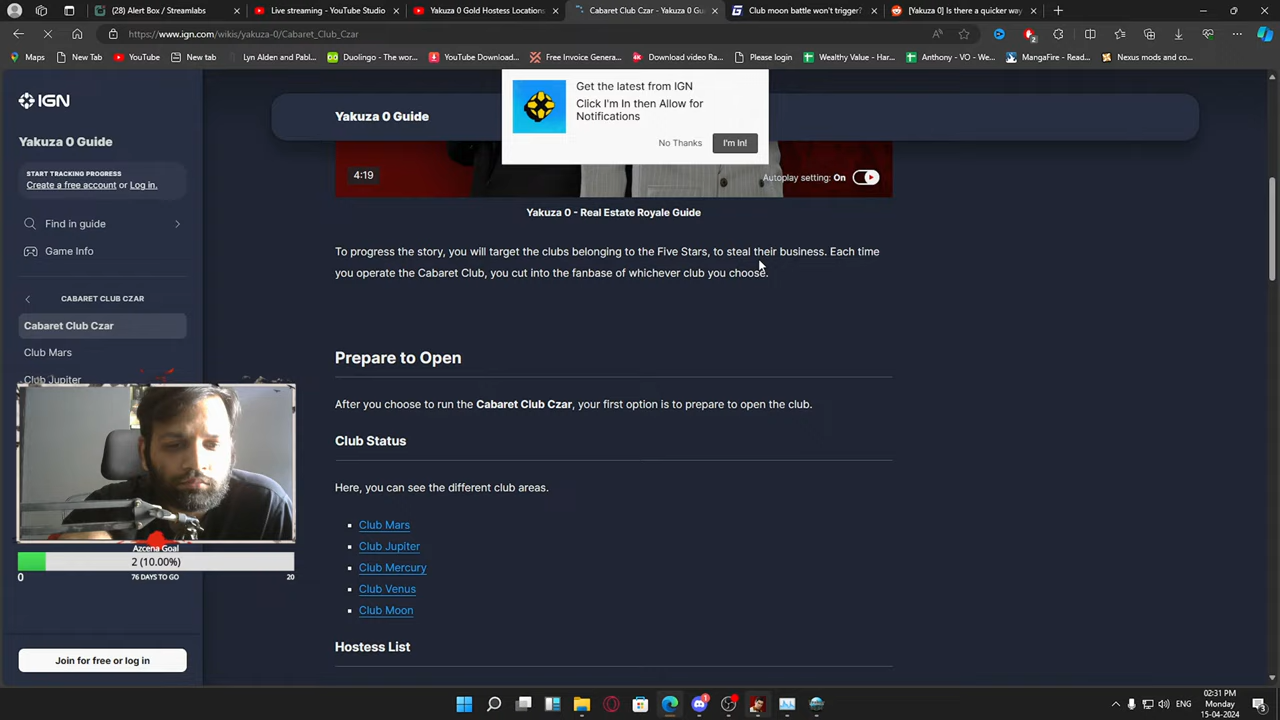 (28) Alert Box / Streamlabs
Live streaming - YouTube Studio
Yakuza 0 Gold Hostess Locations
Cabaret Club Czar - Yakuza 0 Gu
Club moon battle won't trigger?
[Yakuza 0] Is there a quicker way
https://www.ign.com/wikis/yakuza-0/Cabaret_Club_Czar
2
Maps
New Tab
YouTube
New tab
Duolingo - The wor...
YouTube Download...
Free Invoice Genera...
Download video Ra...
Please login
Wealthy Value - Har...
Anthony - VO – We...
MangaFire - Read...
Nexus mods and co...
IGN
Yakuza 0 Guide
START TRACKING PROGRESS
Create a free account or Log in.
Find in guide
Game Info
CABARET CLUB CZAR
Cabaret Club Czar
Club Mars
Club Jupiter
Azcena Goal
2 (10.00%)
0
76 DAYS TO GO
20
Join for free or log in
Yakuza 0 Guide
Get the latest from IGN
Click I'm In then Allow for
Notifications
No Thanks
I'm In!
4:19
Autoplay setting: On
Yakuza 0 - Real Estate Royale Guide
To progress the story, you will target the clubs belonging to the Five Stars, to steal their business. Each time
you operate the Cabaret Club, you cut into the fanbase of whichever club you choose.
Prepare to Open
After you choose to run the Cabaret Club Czar, your first option is to prepare to open the club.
Club Status
Here, you can see the different club areas.
Club Mars
Club Jupiter
Club Mercury
Club Venus
Club Moon
Hostess List
1
ENG
02:31 PM
Monday
15-04-2024
3